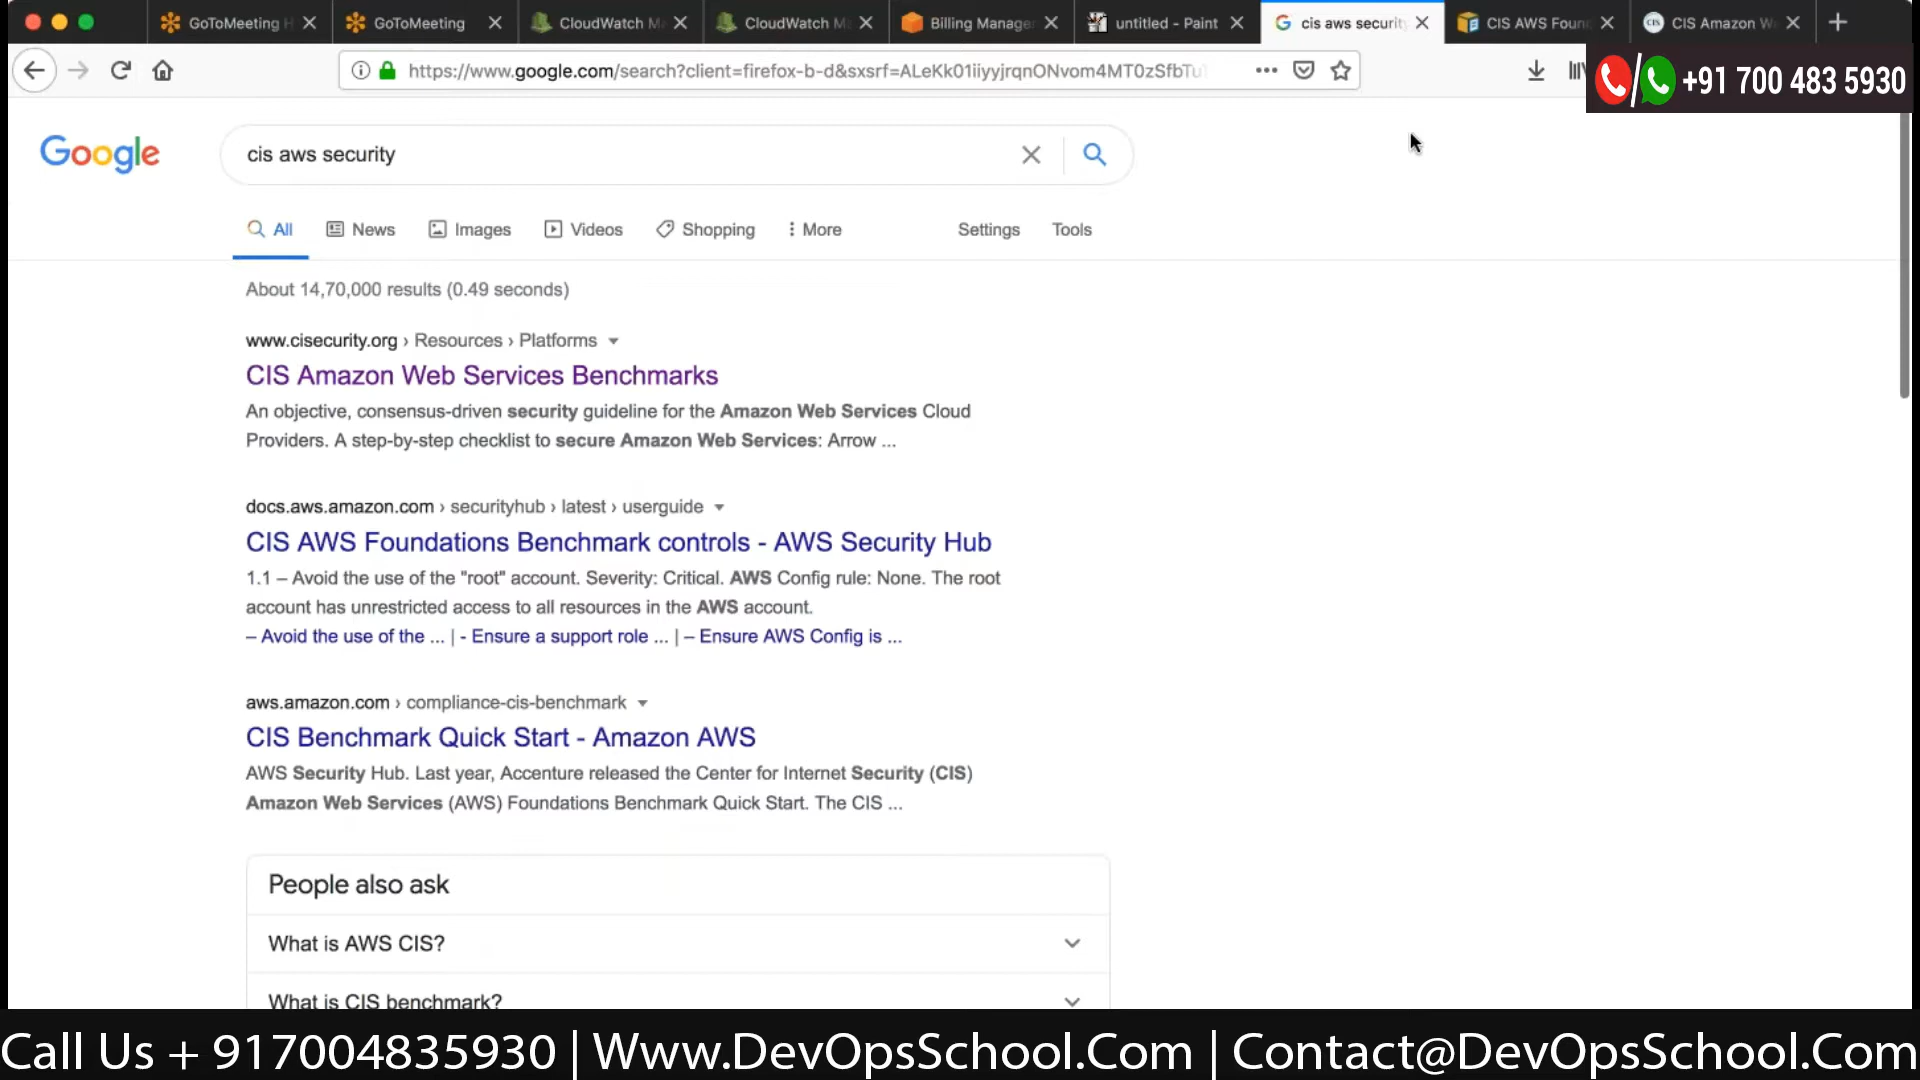 GoToMeeting H
GoToMeeting
CloudWatch M
CloudWatch M
Billing Manage
untitled - Paint
cis aws security
CIS AWS Foun
CIS Amazon W
https://www.google.com/search?client=firefox-b-d&sxsrf=ALeKk01iiyyjrqnONvom4MT0zSfbTu
+91 700 483 5930
Google
cis aws security
All
News
Images
Videos
Shopping
More
Settings
Tools
About 14,70,000 results (0.49 seconds)
www.cisecurity.org › Resources › Platforms
CIS Amazon Web Services Benchmarks
An objective, consensus-driven security guideline for the Amazon Web Services Cloud
Providers. A step-by-step checklist to secure Amazon Web Services: Arrow ...
docs.aws.amazon.com › securityhub › latest › userguide
CIS AWS Foundations Benchmark controls - AWS Security Hub
1.1 – Avoid the use of the "root" account. Severity: Critical. AWS Config rule: None. The root
account has unrestricted access to all resources in the AWS account.
– Avoid the use of the ... | - Ensure a support role ... | – Ensure AWS Config is ...
aws.amazon.com › compliance-cis-benchmark
CIS Benchmark Quick Start - Amazon AWS
AWS Security Hub. Last year, Accenture released the Center for Internet Security (CIS)
Amazon Web Services (AWS) Foundations Benchmark Quick Start. The CIS ...
People also ask
What is AWS CIS?
What is CIS benchmark?
Call Us + 917004835930 | Www.DevOpsSchool.Com | Contact@DevOpsSchool.Com